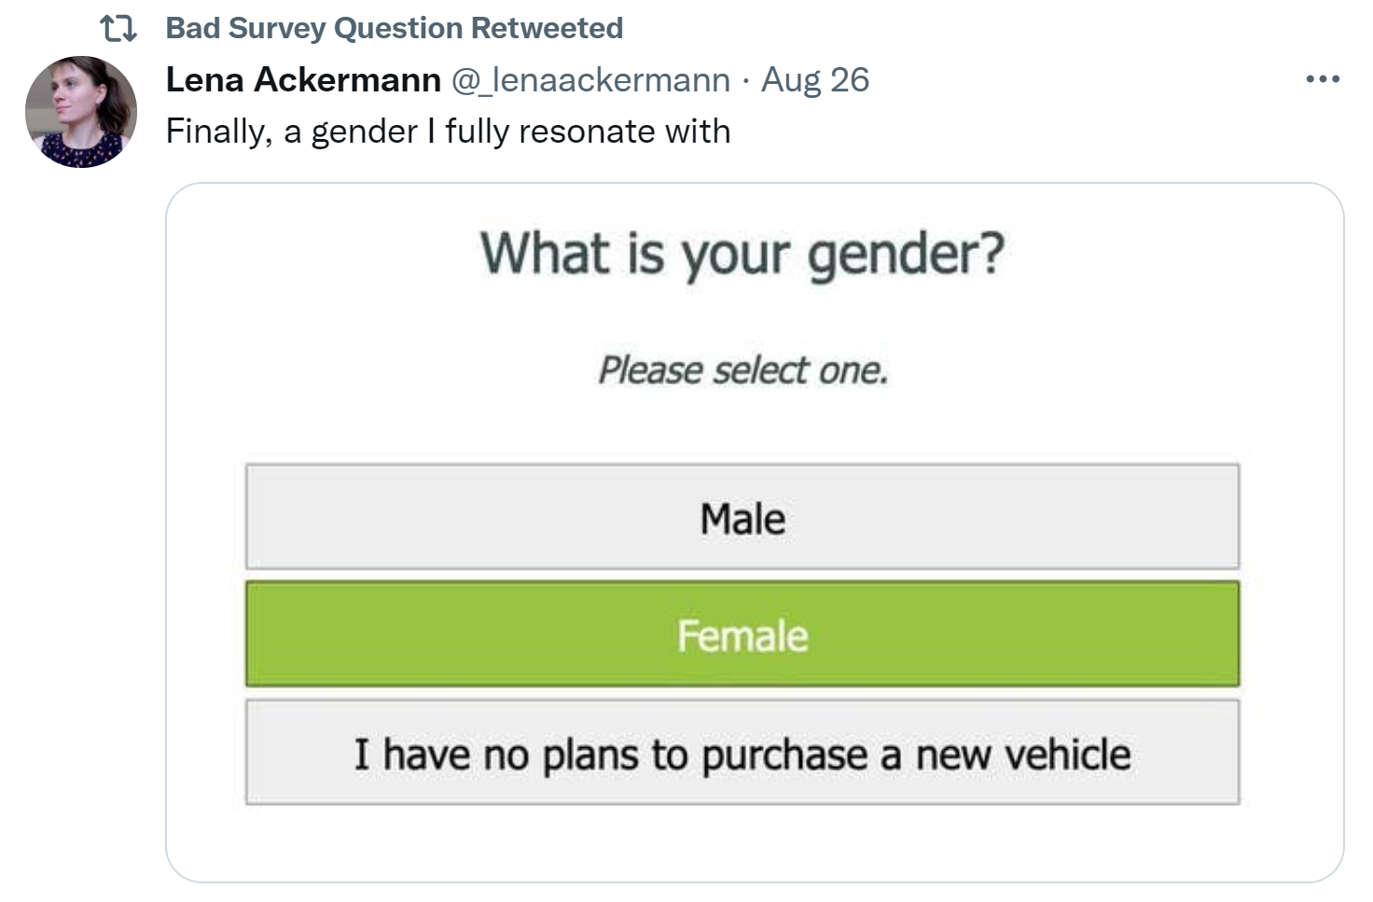 Bad Survey Question Retweeted
Lena Ackermann @_lenaackermann · Aug 26
Finally, a gender I fully resonate with
What is your gender?
Please select one.
Male
Female
I have no plans to purchase a new vehicle